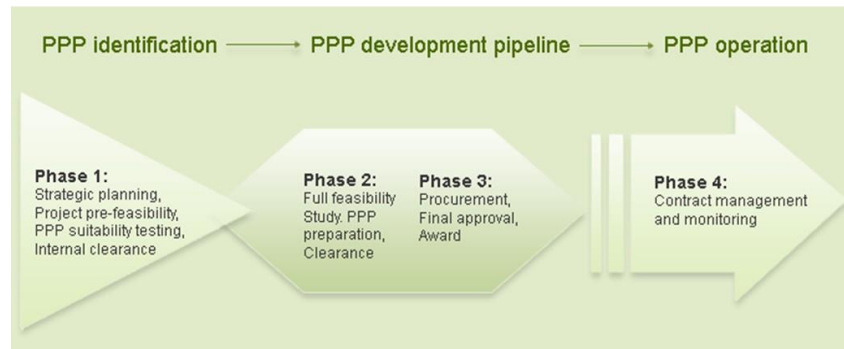 PPP identification
PPP development pipeline
PPP operation
Phase 1:
Strategic planning,
Project pre-feasibility,
PPP suitability testing,
Internal clearance
Phase 2:
Full feasibility
Study. PPP
preparation,
Clearance
Phase 3:
Procurement,
Final approval,
Award
Phase 4:
Contract management
and monitoring